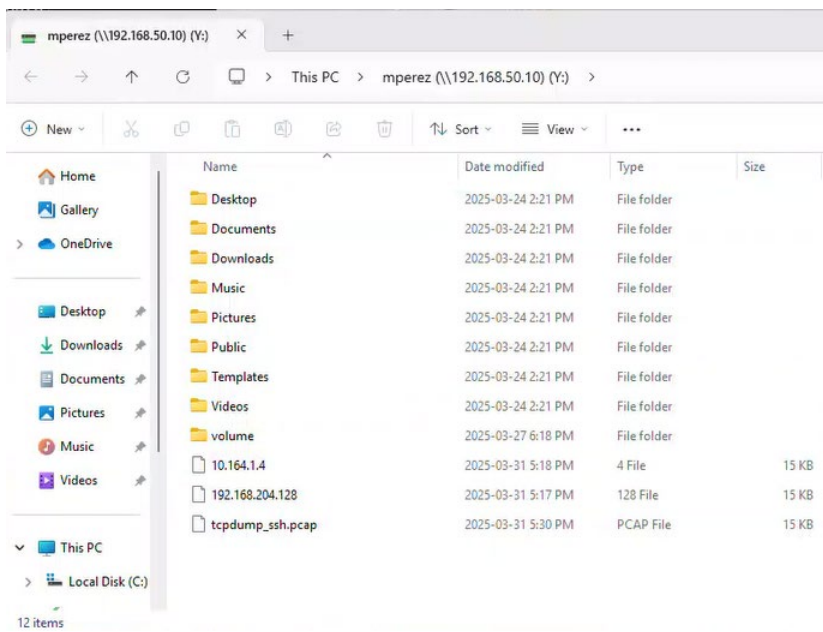 mperez (\\192.168.50.10) (Y:)
This PC > mperez (\\192.168.50.10) (Y:) >
New Sort View ...
Name Date modified Type Size
Home
Gallery
OneDrive
Desktop
Downloads
Documents
Pictures
Music
Videos
This PC
Local Disk (C:)
Desktop 2025-03-24 2:21 PM File folder
Documents 2025-03-24 2:21 PM File folder
Downloads 2025-03-24 2:21 PM File folder
Music 2025-03-24 2:21 PM File folder
Pictures 2025-03-24 2:21 PM File folder
Public 2025-03-24 2:21 PM File folder
Templates 2025-03-24 2:21 PM File folder
Videos 2025-03-24 2:21 PM File folder
volume 2025-03-27 6:18 PM File folder
10.164.1.4 2025-03-31 5:18 PM 4 File 15 KB
192.168.204.128 2025-03-31 5:17 PM 128 File 15 KB
tcpdump_ssh.pcap 2025-03-31 5:30 PM PCAP File 15 KB
12 items